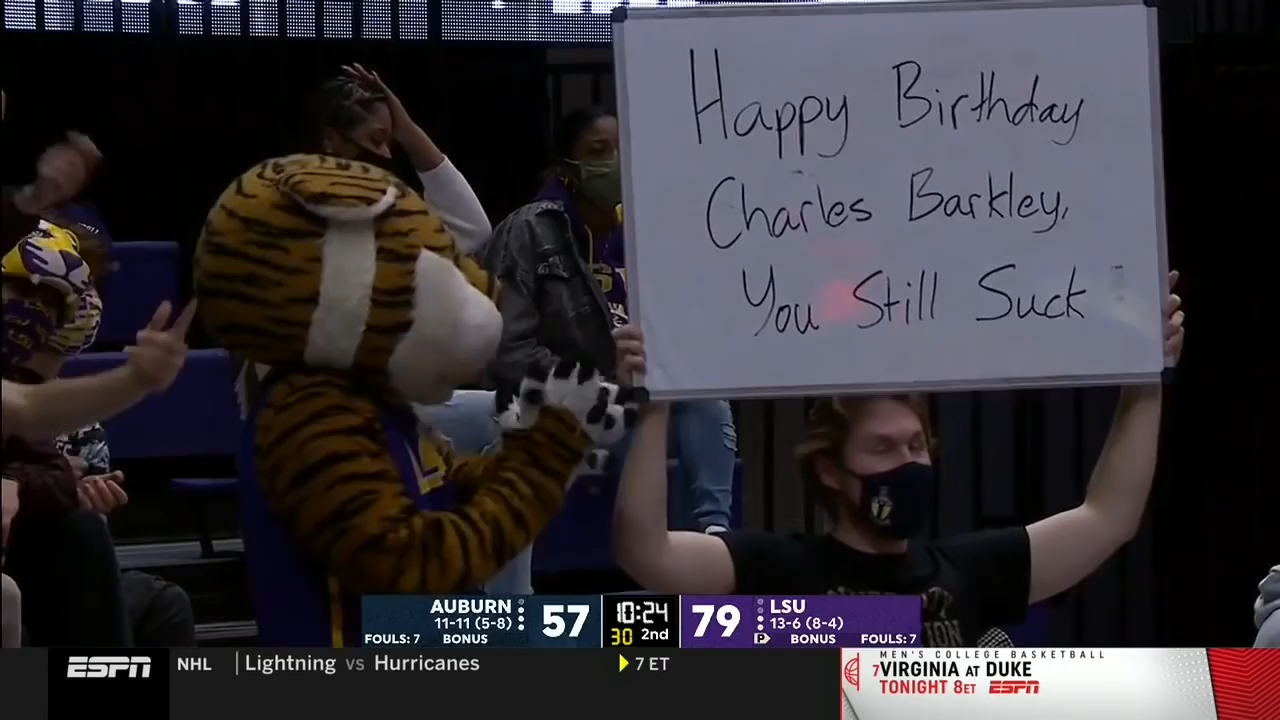 Happy Birthday
Charles Barkley,
You Still Suck
AUBURN
11-11 (5-8)
FOULS: 7 BONUS
57
10:24
30 2nd
79
LSU
13-6 (8-4)
P BONUS FOULS: 7
ESPN
NHL Lightning vs Hurricanes 7 ET
MEN'S COLLEGE BASKETBALL
7 VIRGINIA AT DUKE
TONIGHT 8ET ESPN